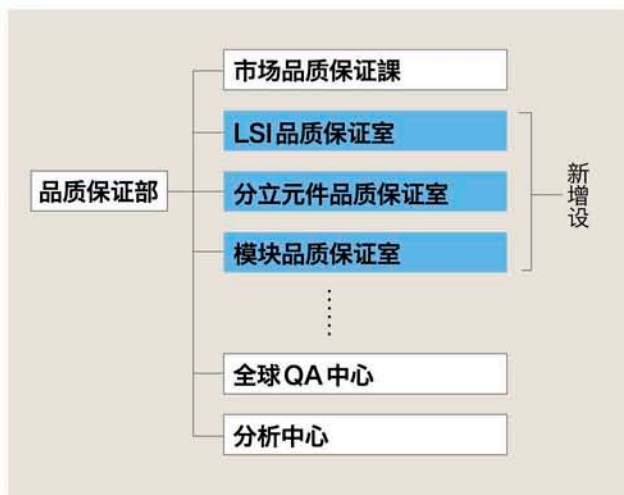 市场品质保证課
LSI品质保证室
品质保证部
分立元件品质保证室
模块品质保证室
新增设
全球QA中心
分析中心